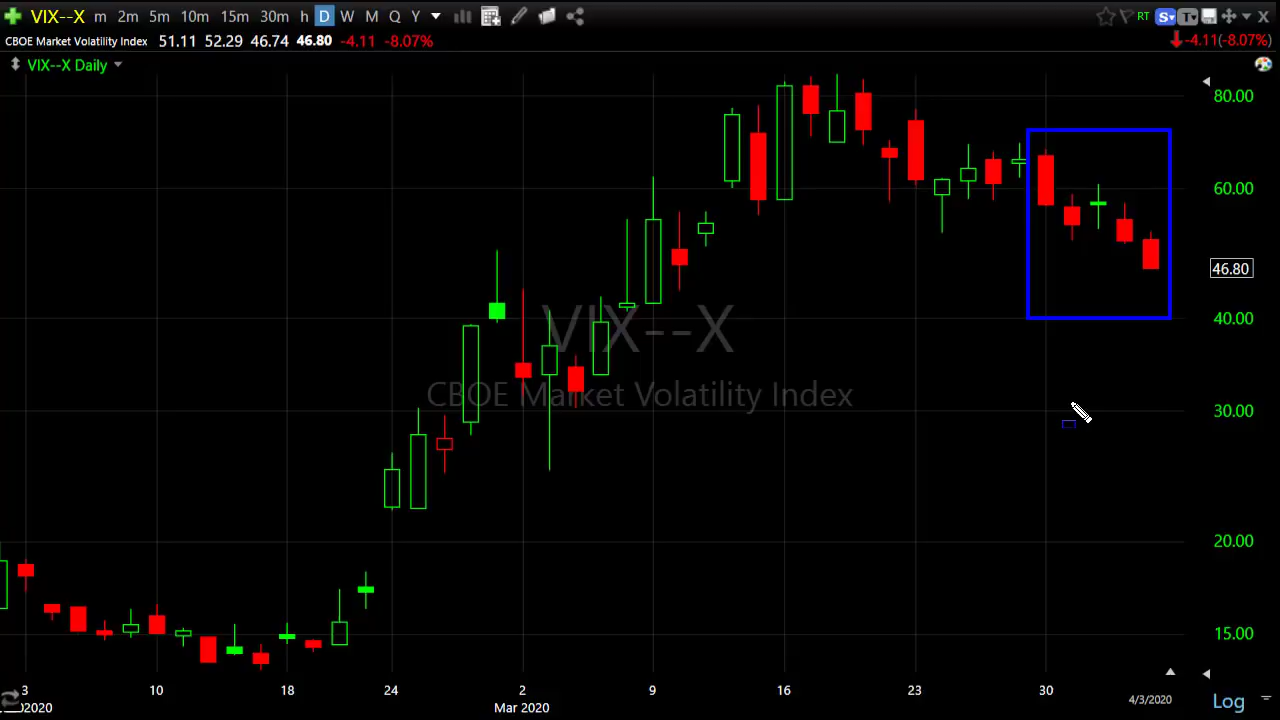 VIX--X m 2m 5m 10m 15m 30m h D W M Q Y RT S T X
CBOE Market Volatility Index 51.11 52.29 46.74 46.80 -4.11 -8.07% -4.11(-8.07%)
VIX--X Daily
80.00
60.00
46.80
40.00
VIX--X
CBOE Market Volatility Index
30.00
20.00
15.00
3 10 18 24 2 9 16 23 30 4/3/2020 Log
2020 Mar 2020